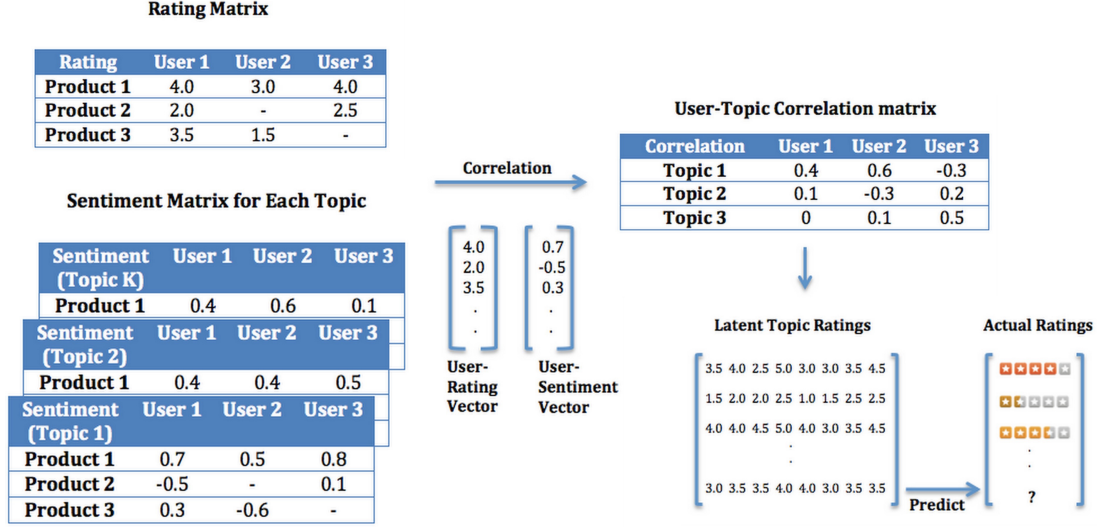 Rating Matrix
Rating User 1 User 2 User 3
Product 1 4.0 3.0 4.0
Product 2 2.0 - 2.5
Product 3 3.5 1.5 -
Sentiment Matrix for Each Topic
Sentiment User 1 User 2 User 3
(Topic K)
Product 1 0.4 0.6 0.1
Sentiment User 1 User 2 User 3
(Topic 2)
Product 1 0.4 0.4 0.5
Sentiment User 1 User 2 User 3
(Topic 1)
Product 1 0.7 0.5 0.8
Product 2 -0.5 - 0.1
Product 3 0.3 -0.6 -
Correlation
4.0 0.7
2.0 -0.5
3.5 0.3
. .
. .
User- User-
Rating Sentiment
Vector Vector
User-Topic Correlation matrix
Correlation User 1 User 2 User 3
Topic 1 0.4 0.6 -0.3
Topic 2 0.1 -0.3 0.2
Topic 3 0 0.1 0.5
Latent Topic Ratings
3.5 4.0 2.5 5.0 3.0 3.0 3.5 4.5
1.5 2.0 2.0 2.5 1.0 1.5 2.5 2.5
4.0 4.0 4.5 5.0 4.0 3.0 3.5 4.5
.
.
3.0 3.5 3.5 4.0 4.0 3.0 3.5 3.5
Predict
Actual Ratings
.
.
?